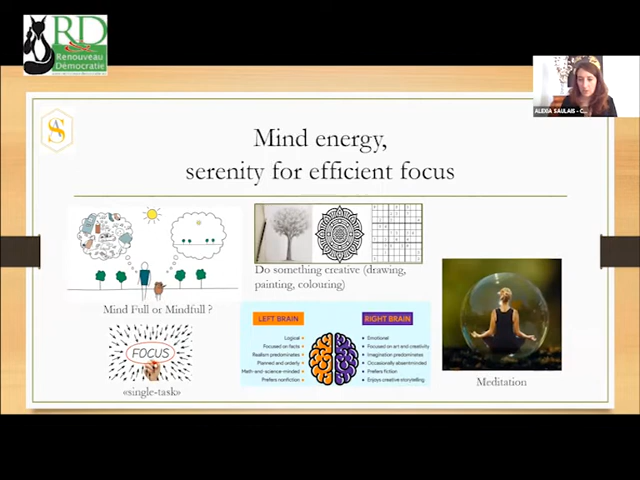 RD
Renouveau
Démocratie
ALEXIA SAULAIS - C...
AS
Mind energy,
serenity for efficient focus
Mind Full or Mindfull ?
Do something creative (drawing,
painting, colouring)
FOCUS
«single-task»
LEFT BRAIN
Logical
Focused on facts
Realism predominates
Planned and orderly
Math-and-science-minded
Prefers nonfiction
RIGHT BRAIN
Emotional
Focused on art and creativity
Imagination predominates
Occasionally absentminded
Prefers fiction
Enjoys creative storytelling
Meditation